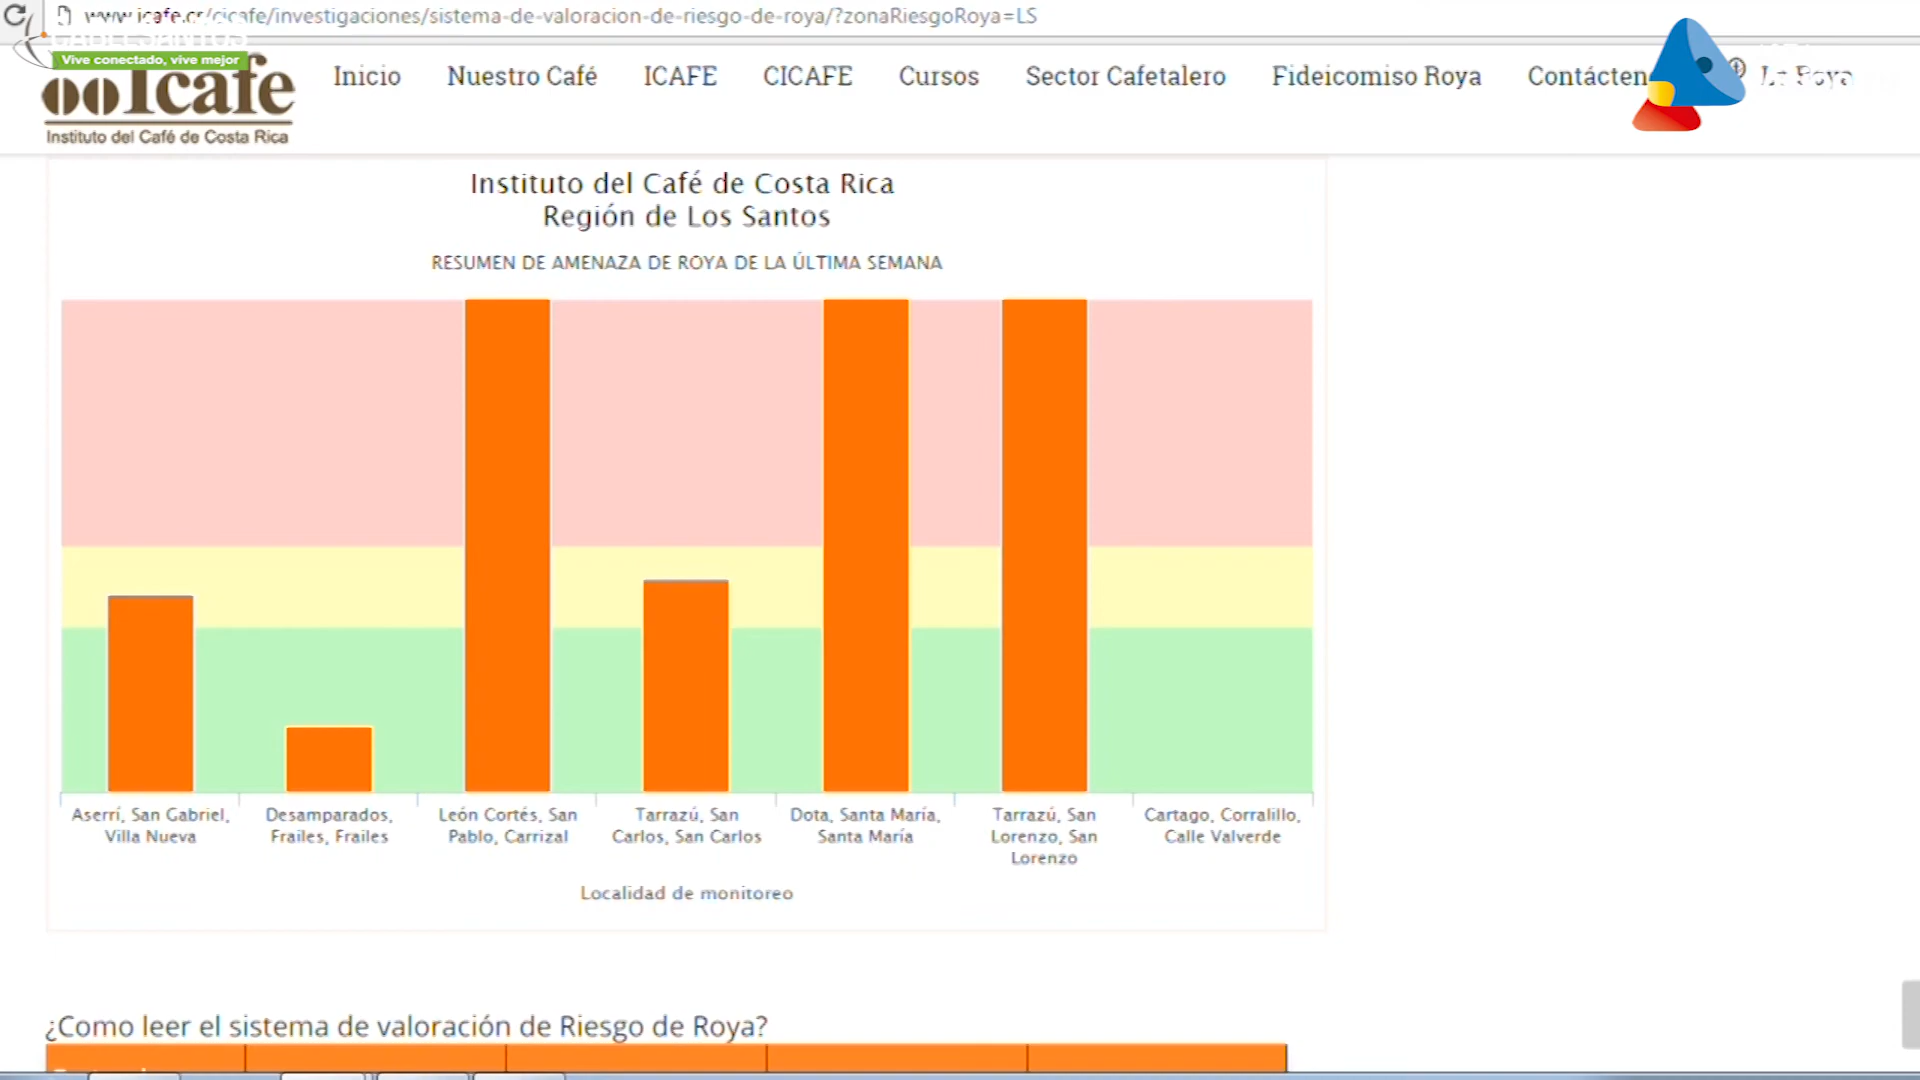 www.icafe.cr/cicafe/investigaciones/sistema-de-valoracion-de-riesgo-de-roya/?zonaRiesgoRoya=LS
CABLESANTOS
Vive conectado, vive mejor
Icafe
Instituto del Café de Costa Rica
Inicio Nuestro Café ICAFE CICAFE Cursos Sector Cafetalero Fideicomiso Roya
Instituto del Café de Costa Rica
Región de Los Santos
RESUMEN DE AMENAZA DE ROYA DE LA ÚLTIMA SEMANA
Aserrí, San Gabriel,
Villa Nueva
Desamparados,
Frailes, Frailes
León Cortés, San
Pablo, Carrizal
Tarrazú, San
Carlos, San Carlos
Dota, Santa María,
Santa María
Tarrazú, San
Lorenzo, San
Lorenzo
Cartago, Corralillo,
Calle Valverde
Localidad de monitoreo
¿Como leer el sistema de valoración de Riesgo de Roya?